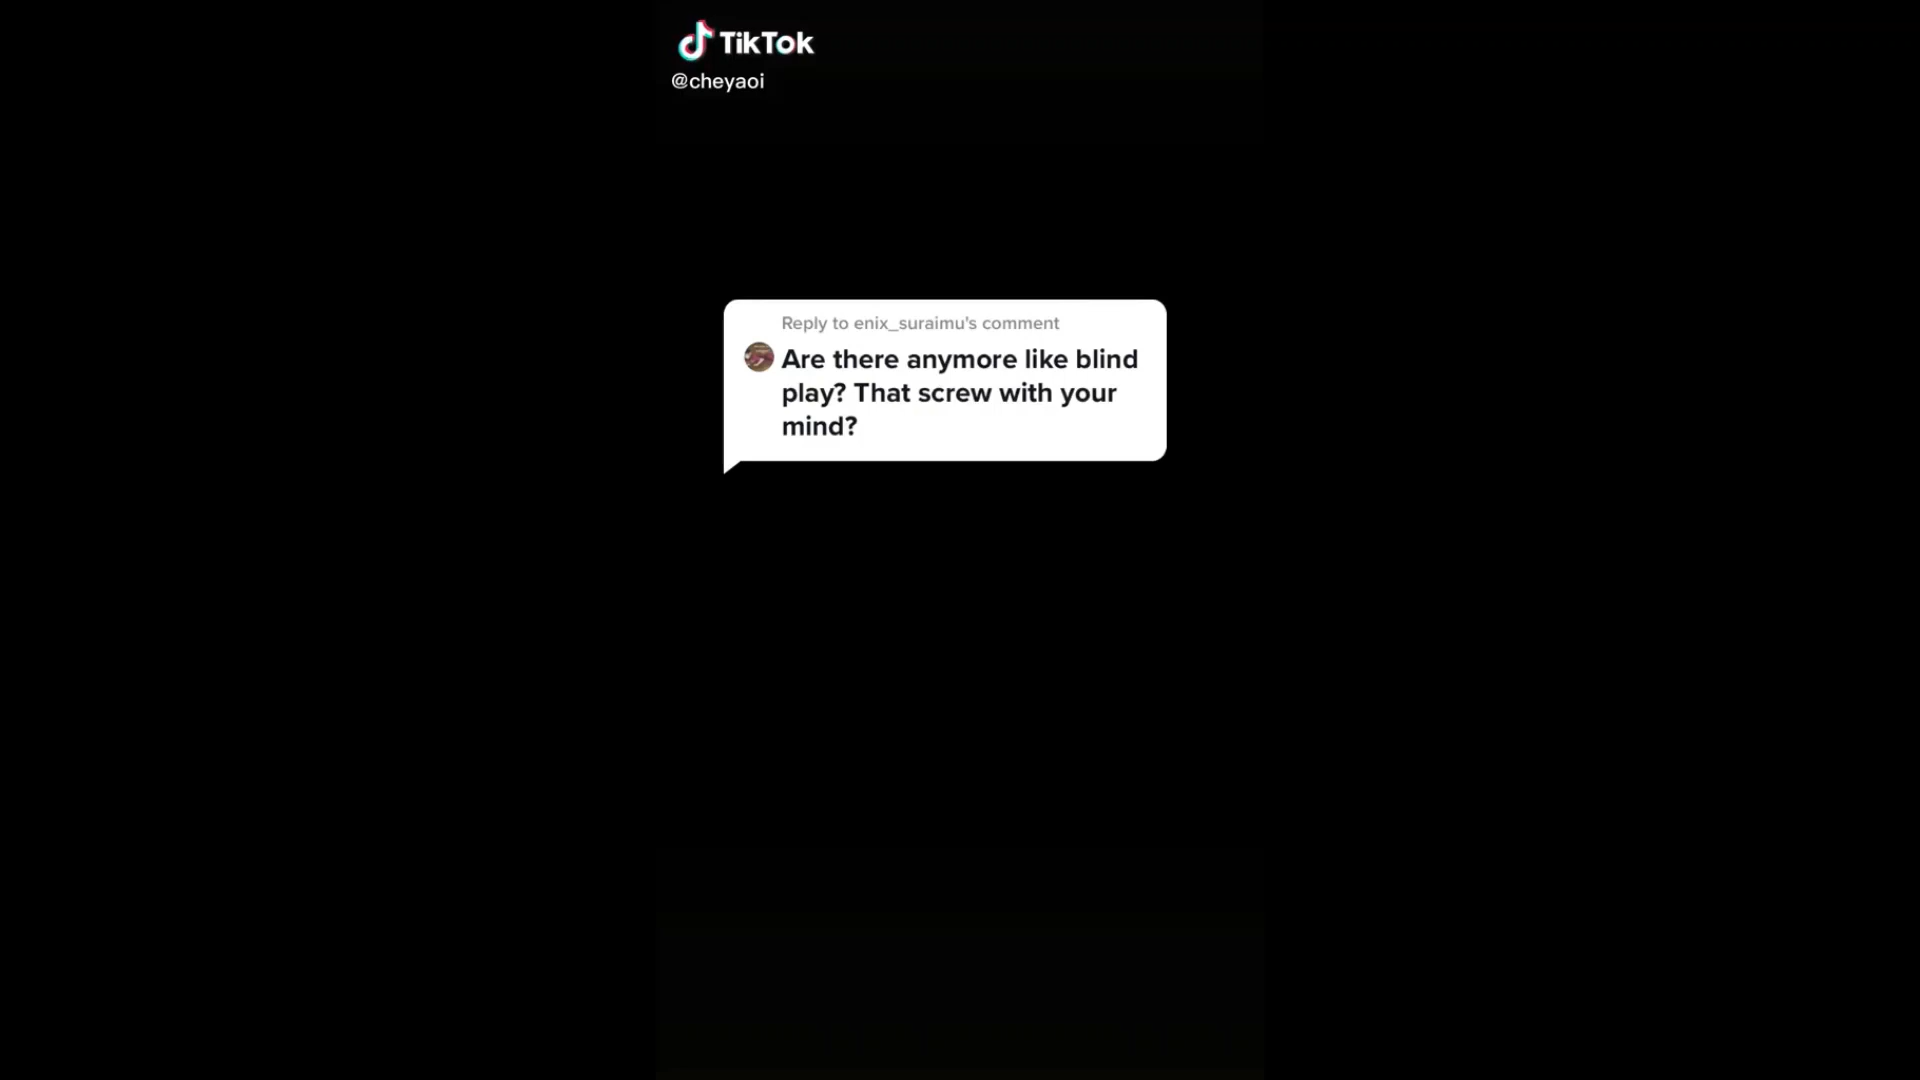 TikTok
@cheyaoi
Reply to enix_suraimu's comment
Are there anymore like blind
play? That screw with your
mind?